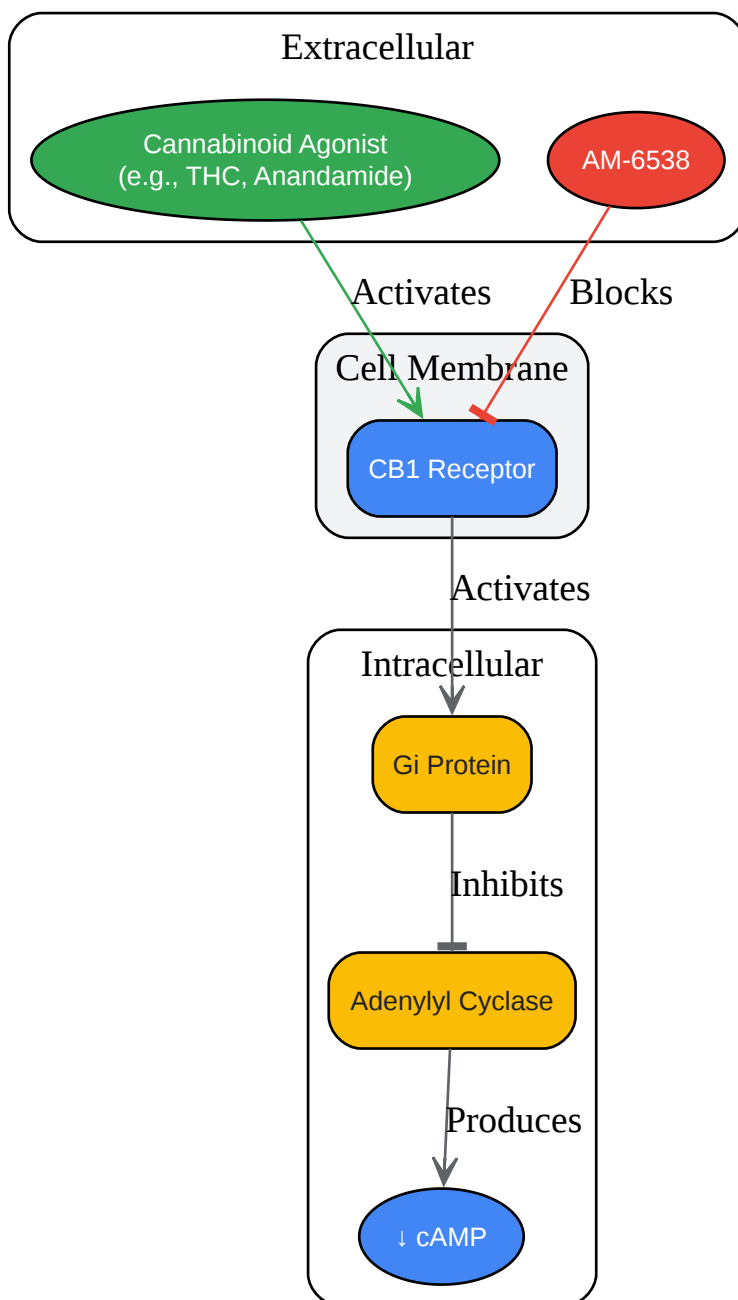 Extracellular
Cannabinoid Agonist
(e.g., THC, Anandamide)
AM-6538
Activates
Blocks
Cell Membrane
CB1 Receptor
Activates
Intracellular
Gi Protein
Inhibits
Adenylyl Cyclase
Produces
↓ cAMP